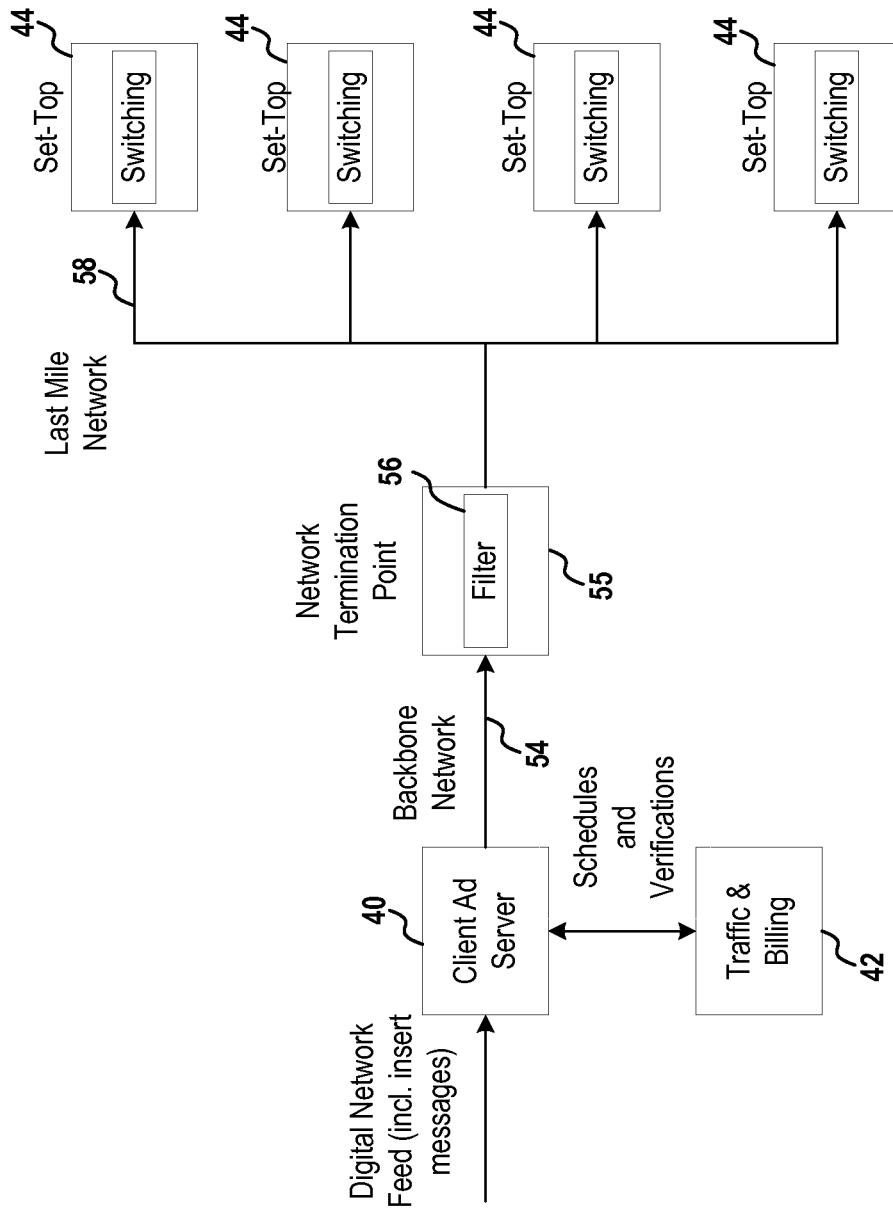 Digital Network
Feed (incl. insert
messages)
40
Client Ad
Server
Schedules
and
Verifications
Traffic &
Billing
42
Backbone
Network
54
Network
Termination
Point
56
Filter
55
Last Mile
Network
58
Set-Top
44
Switching
Set-Top
44
Switching
Set-Top
44
Switching
Set-Top
44
Switching